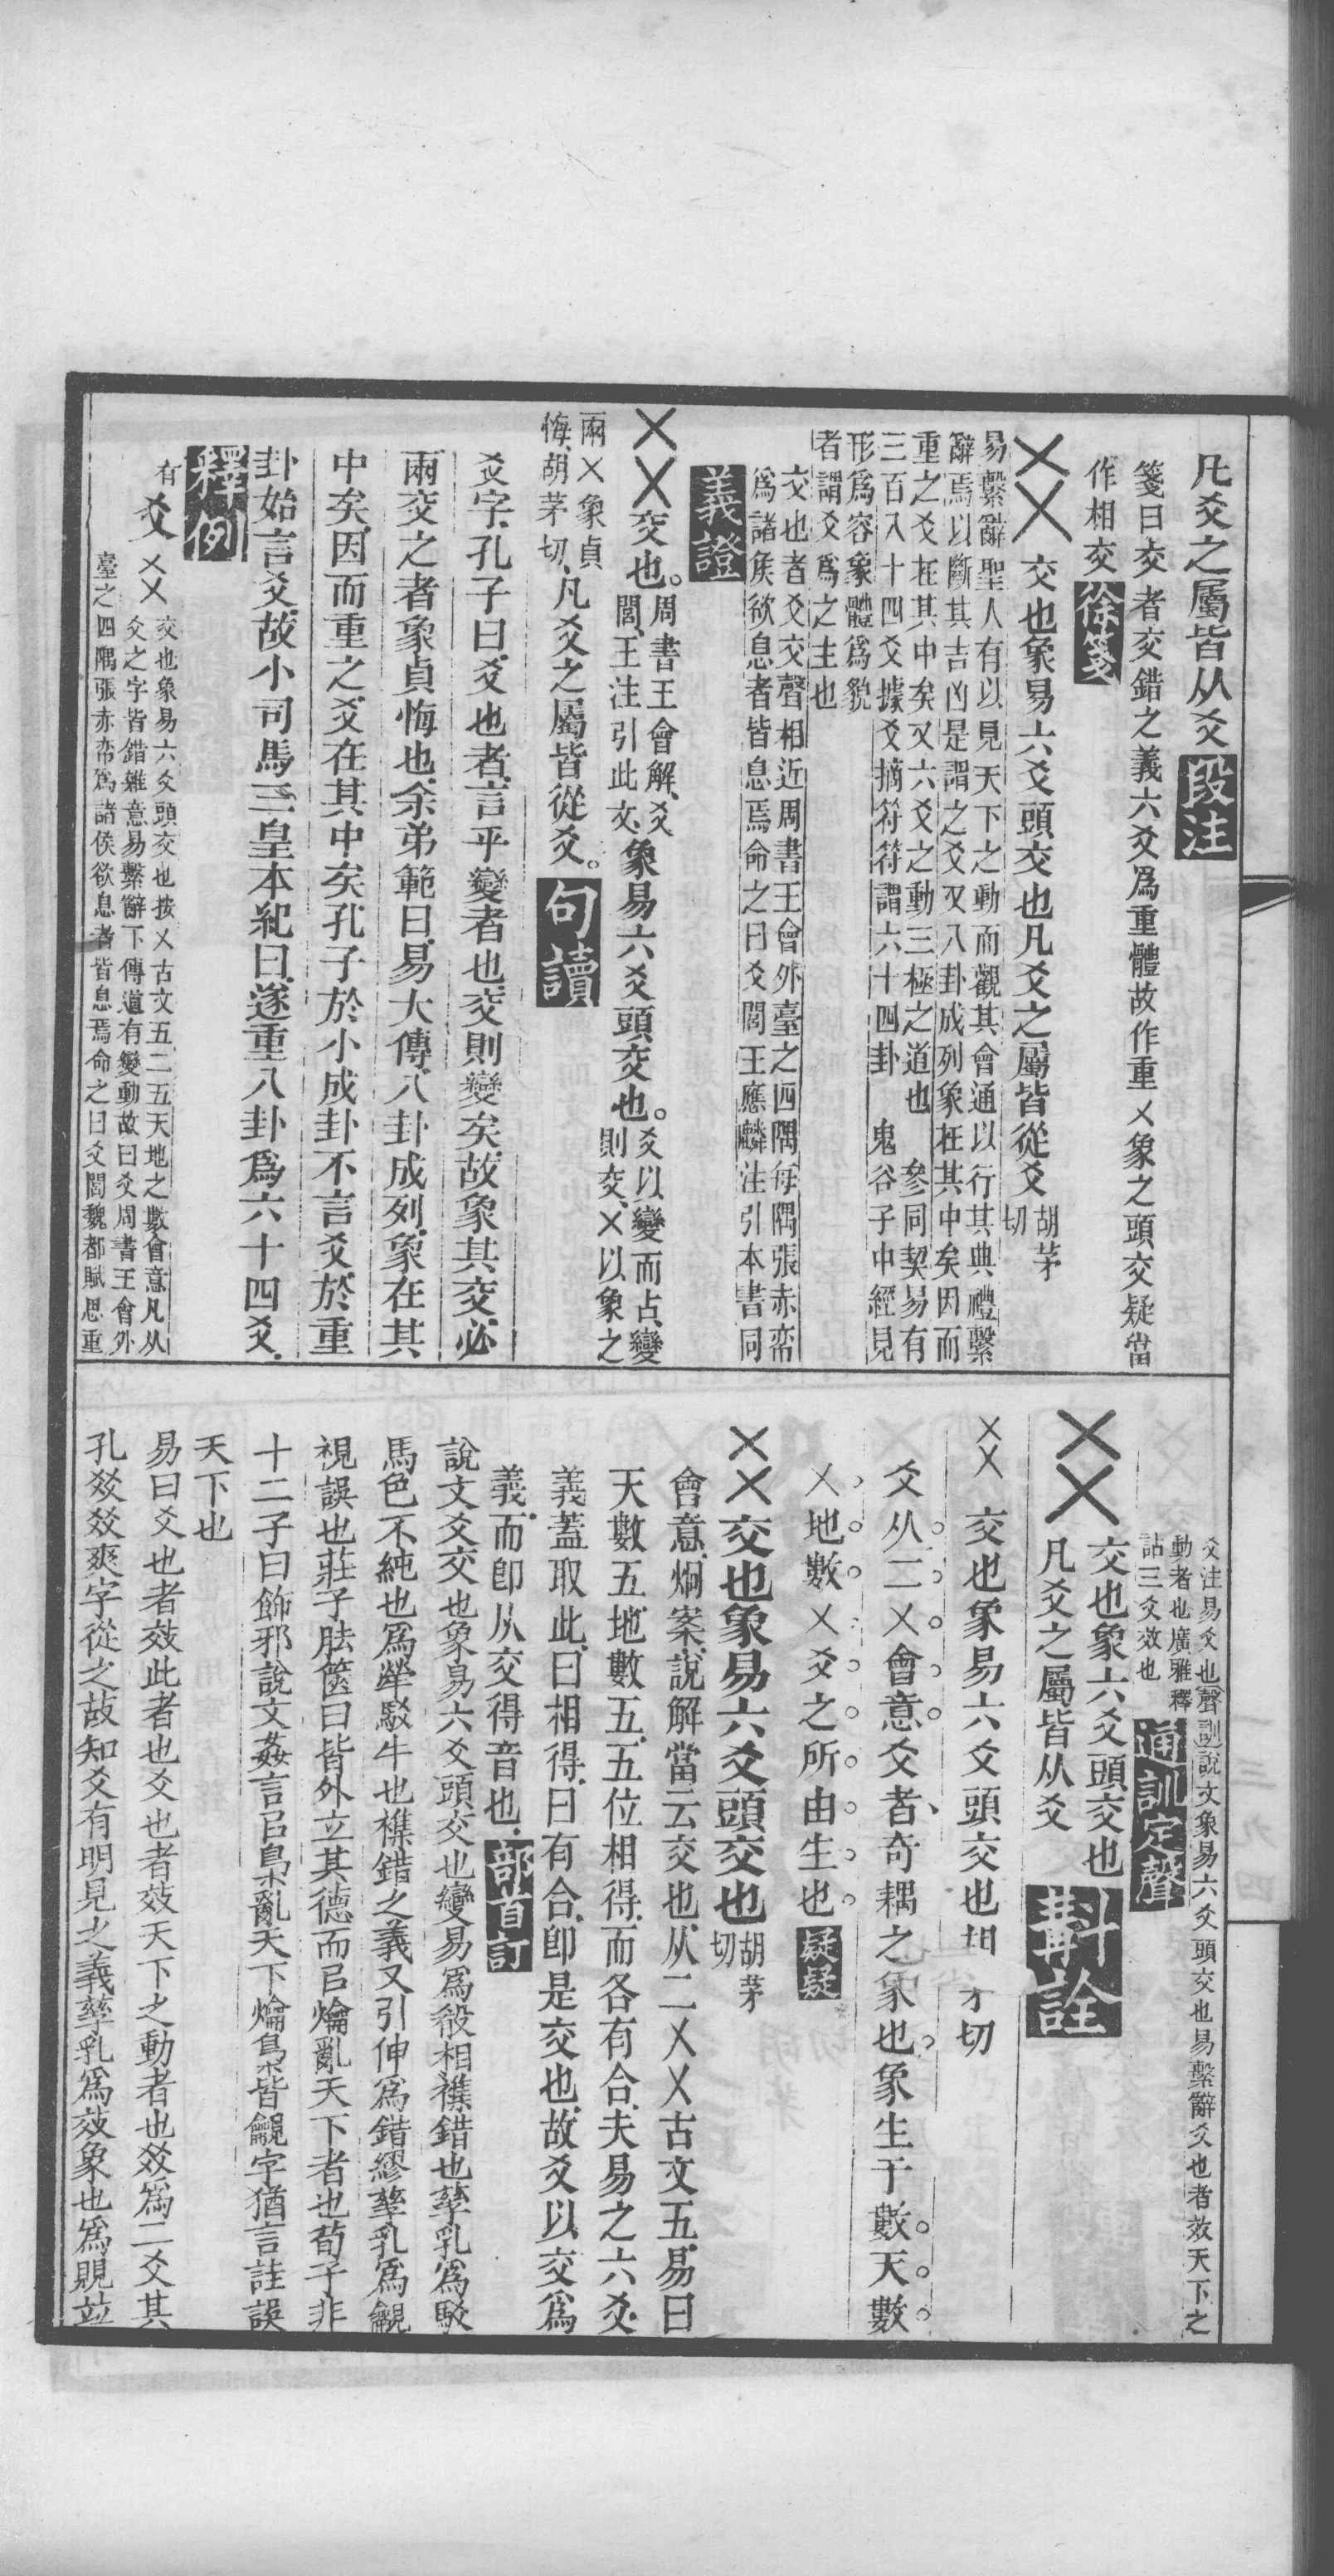 凡爻之屬皆从爻段注
箋曰交者交錯之義六爻爲重體故作重乂象之頭交疑當
作相交徐箋
爻 交也象易六爻頭交也凡爻之屬皆從爻 胡茅切
易繫辭聖人有以見天下之動而觀其會通以行其典禮繫
辭焉以斷其吉凶是謂之爻又八卦成列象在其中矣因而
重之爻在其中矣又六爻之動三極之道也 參同契易有
三百八十四爻據爻摘符符謂六十四卦 鬼谷子中經見
形爲容象體爲貌
者謂爻爲之主也
交也者爻交聲相近周書王會外臺之四隅每隅張赤帟
爲諸矦欲息者皆息焉命之曰爻閭王應麟注引本書同
義證
爻交也。周書王會解、爻閭、王注引此文、象易六爻頭交也。爻以變而占、變則交、乂以象之
兩乂象貞悔、胡茅切、凡爻之屬皆從爻。句讀
爻字、孔子曰、爻也者、言乎變者也、交則變矣、故象其交、必
兩交之者象貞悔也、余弟範曰、易大傳、八卦成列、象在其
中矣、因而重之、爻在其中矣、孔子於小成卦不言爻、於重
卦始言爻、故小司馬三皇本紀曰、遂重八卦爲六十四爻、
釋例
有爻 爻 交也象易六爻頭交也按乂古文五二五天地之數會意凡从
爻之字皆錯雜意易繫辭下傳道有變動故曰爻周書王會外
臺之四隅張赤帟爲諸侯欲息者皆息焉命之曰爻閭魏都賦思重
爻注易爻也聲訓說文象易六爻頭交也易繫辭爻也者效天下之
動者也廣雅釋
詁三爻效也通訓定聲
爻 交也象六爻頭交也
凡爻之屬皆从爻 斠詮
爻 交也象易六爻頭交也 切
爻从二乂會意爻者奇耦之象也象生于數天數
乂地數乂爻之所由生也疑疑
爻交也象易六爻頭交也 胡茅切
會意、炯案、說解當云交也、从二乂乂古文五、易曰
天數五、地數五、五位相得、而各有合、夫易之六爻、
義蓋取此、曰相得、曰有合、卽是交也、故爻以交爲
義、而卽从交得音也、部首訂
說文爻交也象易六爻頭交也變易爲殽相襍錯也孳乳爲駁
馬色不純也爲犖駁牛也襍錯之義又引伸爲錯繆孳乳爲覶
視誤也莊子胠篋曰皆外立其德而㠯爚亂天下者也荀子非
十二子曰飾邪說文姦言㠯梟亂天下爚梟皆覶字猶言詿誤
天下也
易曰爻也者效此者也爻也者效天下之動者也㸚爲二爻其
孔㸚㸚爽字從之故知爻有明見之義孳乳爲效象也爲覞竝